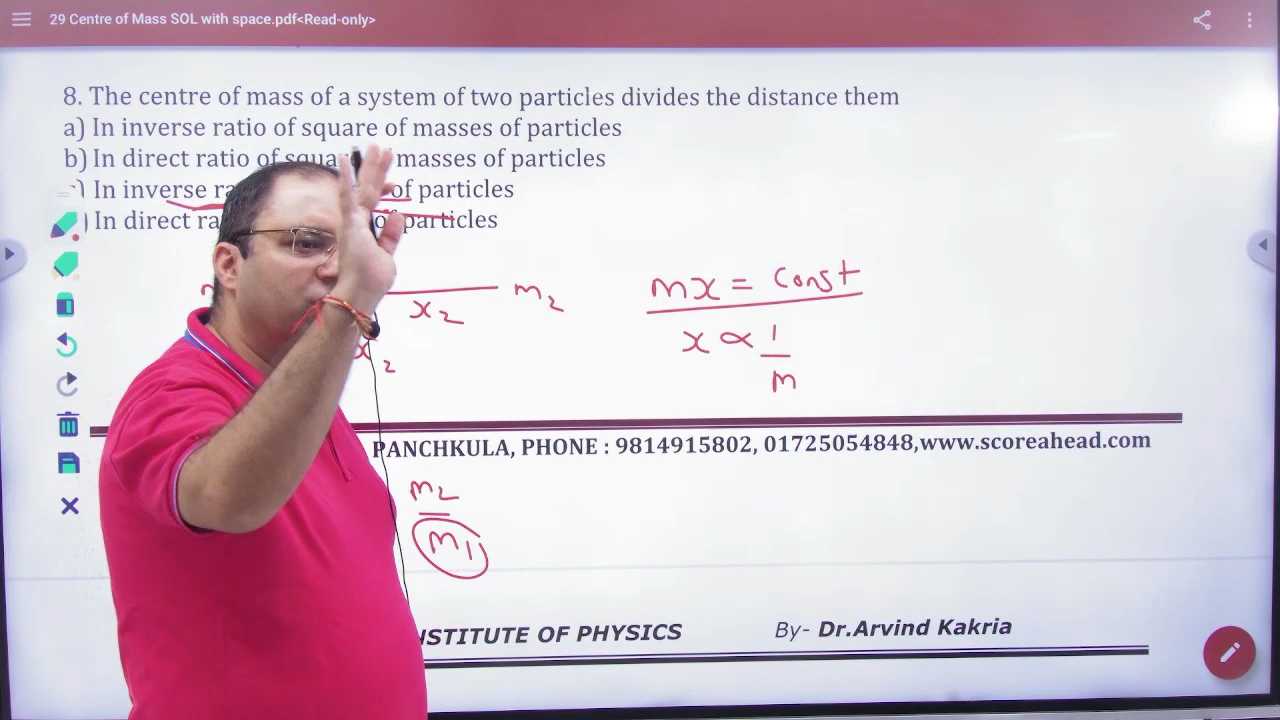 29 Centre of Mass SOL with space.pdf<Read-only>
8. The centre of mass of a system of two particles divides the distance them
a) In inverse ratio of square of masses of particles
b) In direct ratio of masses of particles
) In inverse of particles
) In direct of particles
x2 m2
mx = const
x ∝ 1/m
2
PANCHKULA, PHONE : 9814915802, 01725054848,www.scoreahead.com
m2
m1
OF PHYSICS
By- Dr.Arvind Kakria